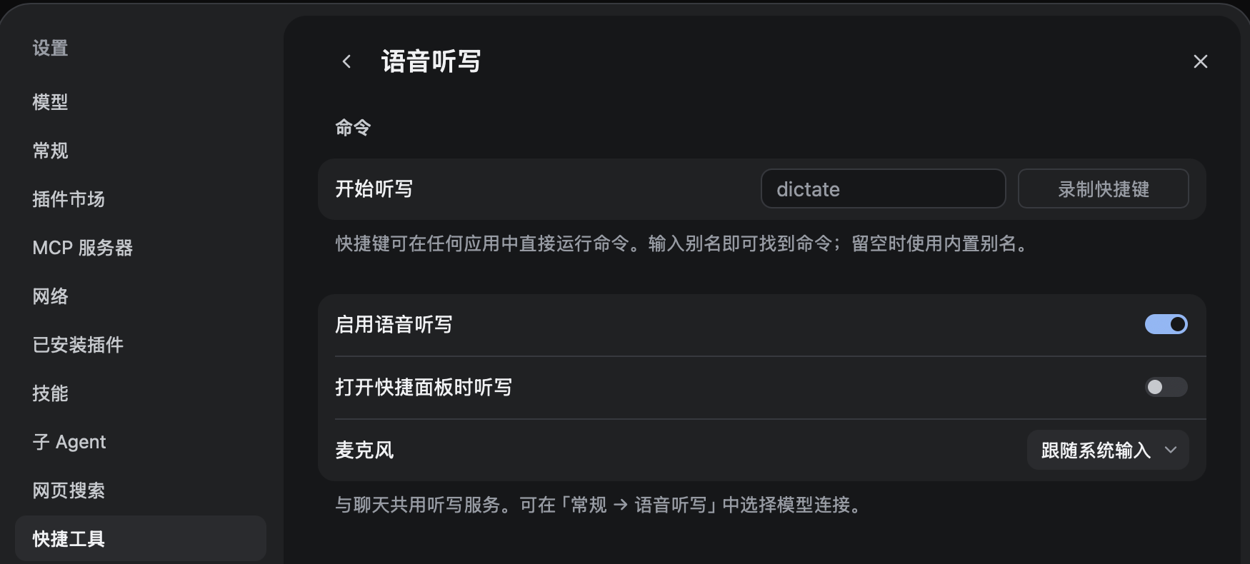 设置
模型
常规
插件市场
MCP 服务器
网络
已安装插件
技能
子 Agent
网页搜索
快捷工具
语音听写
命令
开始听写
dictate
录制快捷键
快捷键可在任何应用中直接运行命令。输入别名即可找到命令；留空时使用内置别名。
启用语音听写
打开快捷面板时听写
麦克风
跟随系统输入
与聊天共用听写服务。可在「常规 → 语音听写」中选择模型连接。